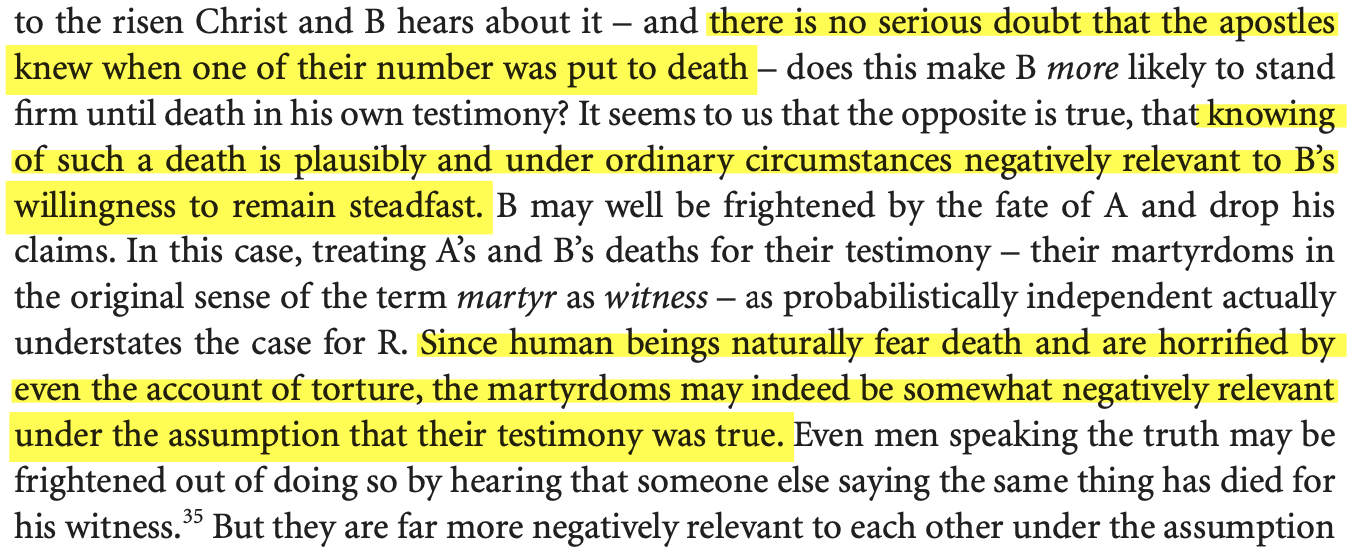 to the risen Christ and B hears about it – and there is no serious doubt that the apostles
knew when one of their number was put to death – does this make B more likely to stand
firm until death in his own testimony? It seems to us that the opposite is true, that knowing
of such a death is plausibly and under ordinary circumstances negatively relevant to B’s
willingness to remain steadfast. B may well be frightened by the fate of A and drop his
claims. In this case, treating A’s and B’s deaths for their testimony – their martyrdoms in
the original sense of the term martyr as witness – as probabilistically independent actually
understates the case for R. Since human beings naturally fear death and are horrified by
even the account of torture, the martyrdoms may indeed be somewhat negatively relevant
under the assumption that their testimony was true. Even men speaking the truth may be
frightened out of doing so by hearing that someone else saying the same thing has died for
his witness.35 But they are far more negatively relevant to each other under the assumption